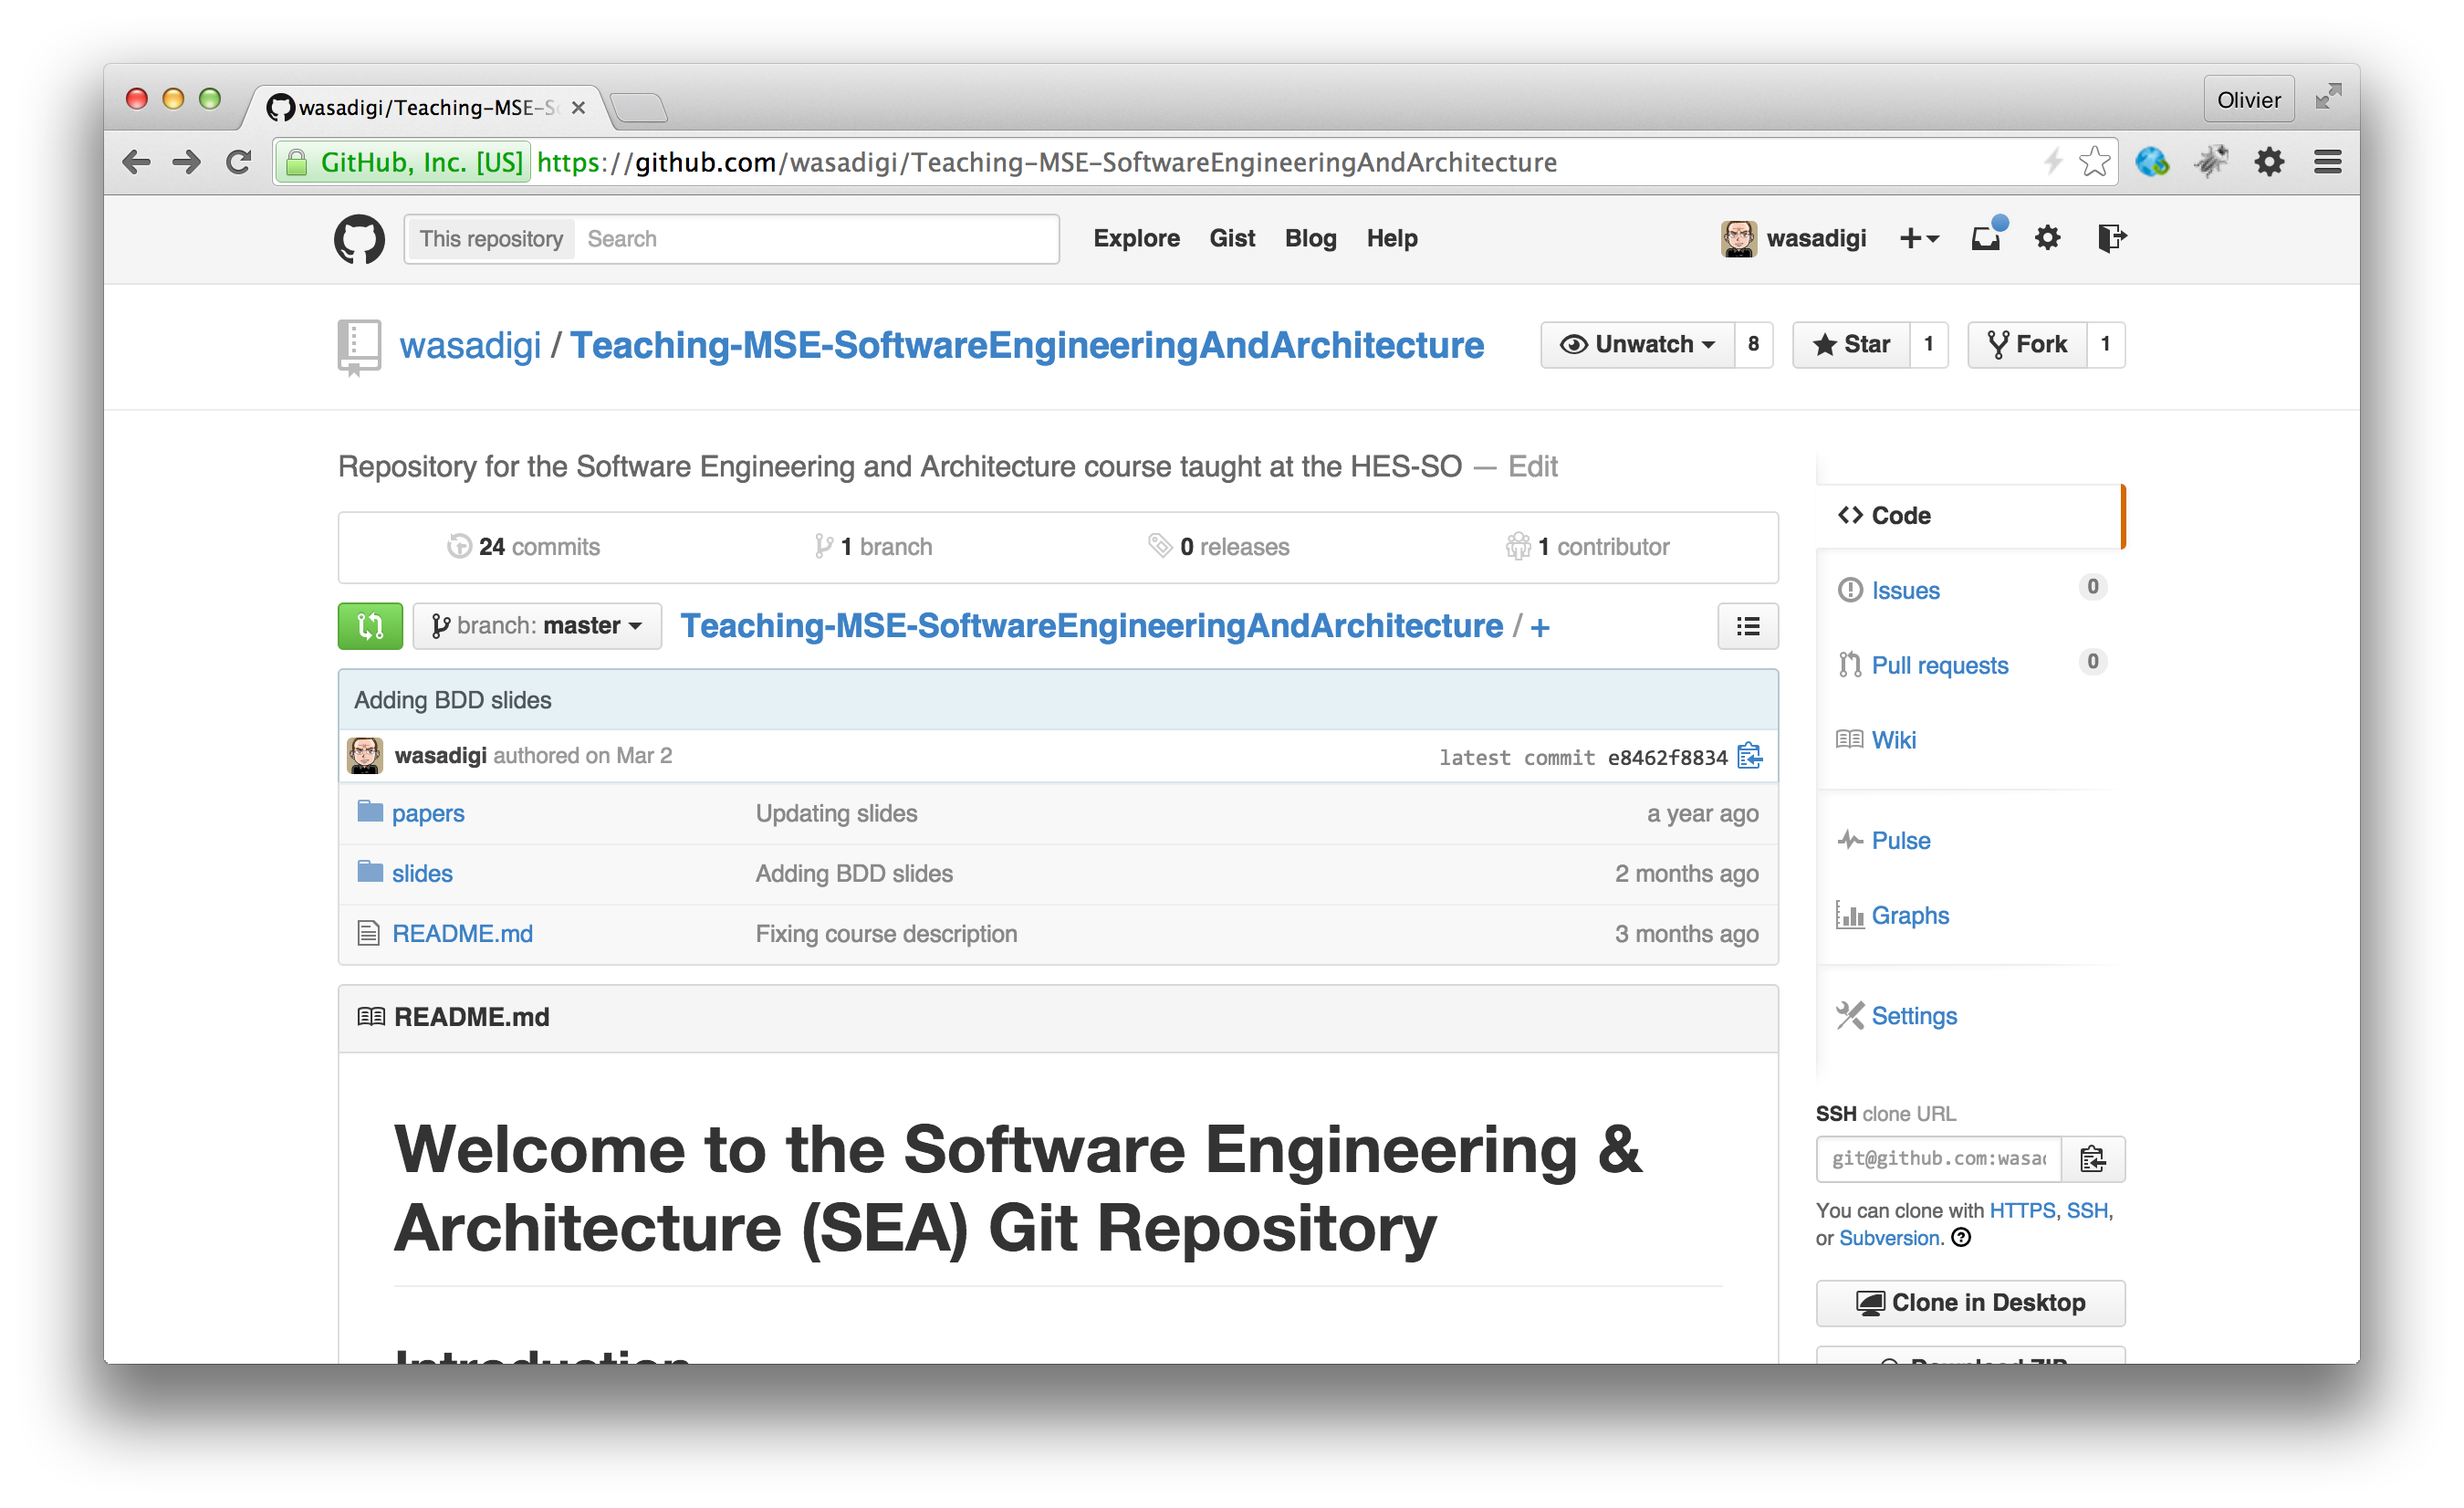 wasadigi/Teaching-MSE-S
Olivier
GitHub, Inc. [US] https://github.com/wasadigi/Teaching-MSE-SoftwareEngineeringAndArchitecture
This repository Search Explore Gist Blog Help wasadigi
wasadigi / Teaching-MSE-SoftwareEngineeringAndArchitecture Unwatch 8 Star 1 Fork 1
Repository for the Software Engineering and Architecture course taught at the HES-SO — Edit
24 commits 1 branch 0 releases 1 contributor
branch: master Teaching-MSE-SoftwareEngineeringAndArchitecture / +
Adding BDD slides
wasadigi authored on Mar 2 latest commit e8462f8834
papers Updating slides a year ago
slides Adding BDD slides 2 months ago
README.md Fixing course description 3 months ago
README.md
Welcome to the Software Engineering &
Architecture (SEA) Git Repository
Introduction
Code
Issues 0
Pull requests 0
Wiki
Pulse
Graphs
Settings
SSH clone URL
git@github.com:wasa
You can clone with HTTPS, SSH,
or Subversion.
Clone in Desktop
Download ZIP